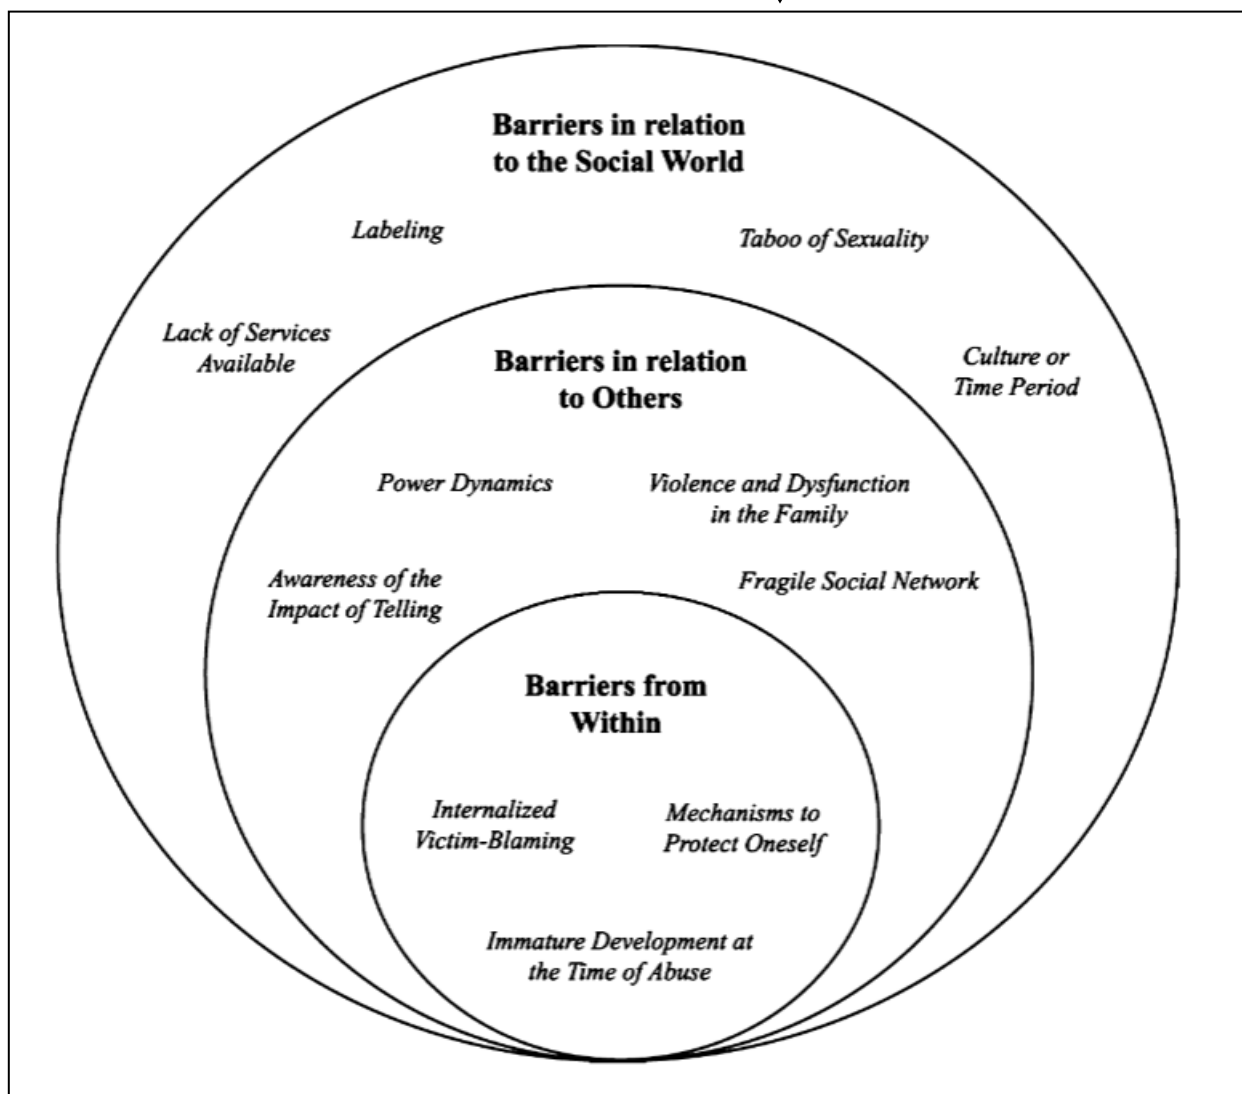 Barriers in relation
to the Social World
Labeling
Taboo of Sexuality
Lack of Services
Available
Culture or
Time Period
Barriers in relation
to Others
Power Dynamics
Violence and Dysfunction
in the Family
Awareness of the
Impact of Telling
Fragile Social Network
Barriers from
Within
Internalized
Victim-Blaming
Mechanisms to
Protect Oneself
Immature Development at
the Time of Abuse